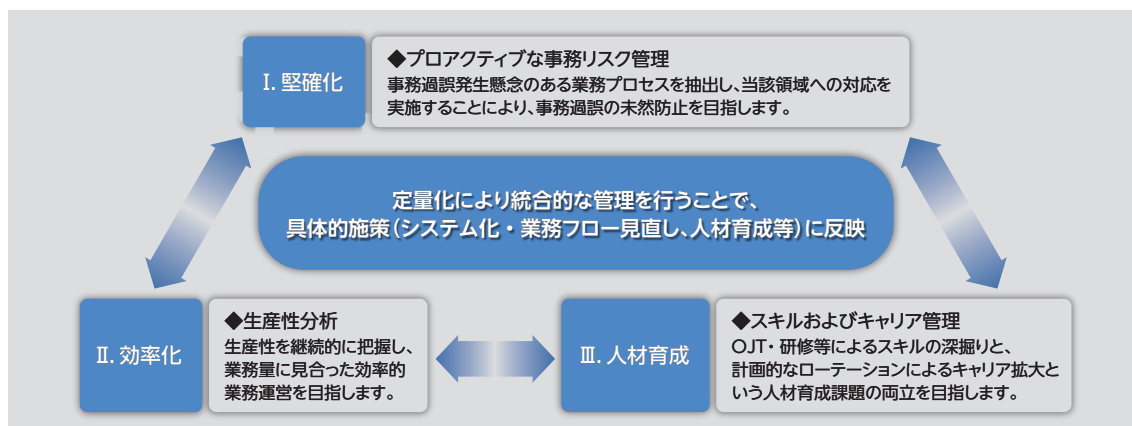 Ⅰ. 堅確化
◆プロアクティブな事務リスク管理
事務過誤発生懸念のある業務プロセスを抽出し、当該領域への対応を
実施することにより、事務過誤の未然防止を目指します。
定量化により統合的な管理を行うことで、
具体的施策（システム化・業務フロー見直し、人材育成等）に反映
Ⅱ. 効率化
◆生産性分析
生産性を継続的に把握し、
業務量に見合った効率的
業務運営を目指します。
Ⅲ. 人材育成
◆スキルおよびキャリア管理
OJT・研修等によるスキルの深掘りと、
計画的なローテーションによるキャリア拡大と
いう人材育成課題の両立を目指します。